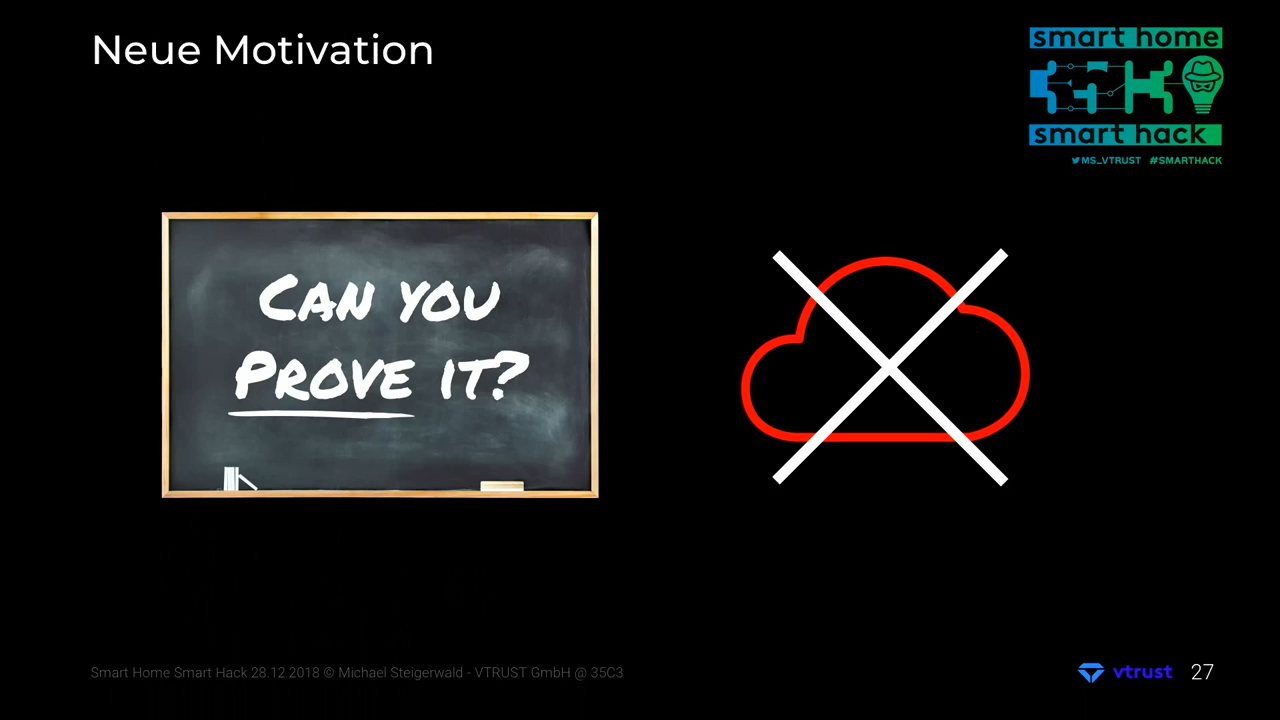 Neue Motivation
smart home
35C3
smart hack
@MS_VTRUST #SMARTHACK
CAN YOU
PROVE IT?
Smart Home Smart Hack 28.12.2018 © Michael Steigerwald - VTRUST GmbH @ 35C3
vtrust 27